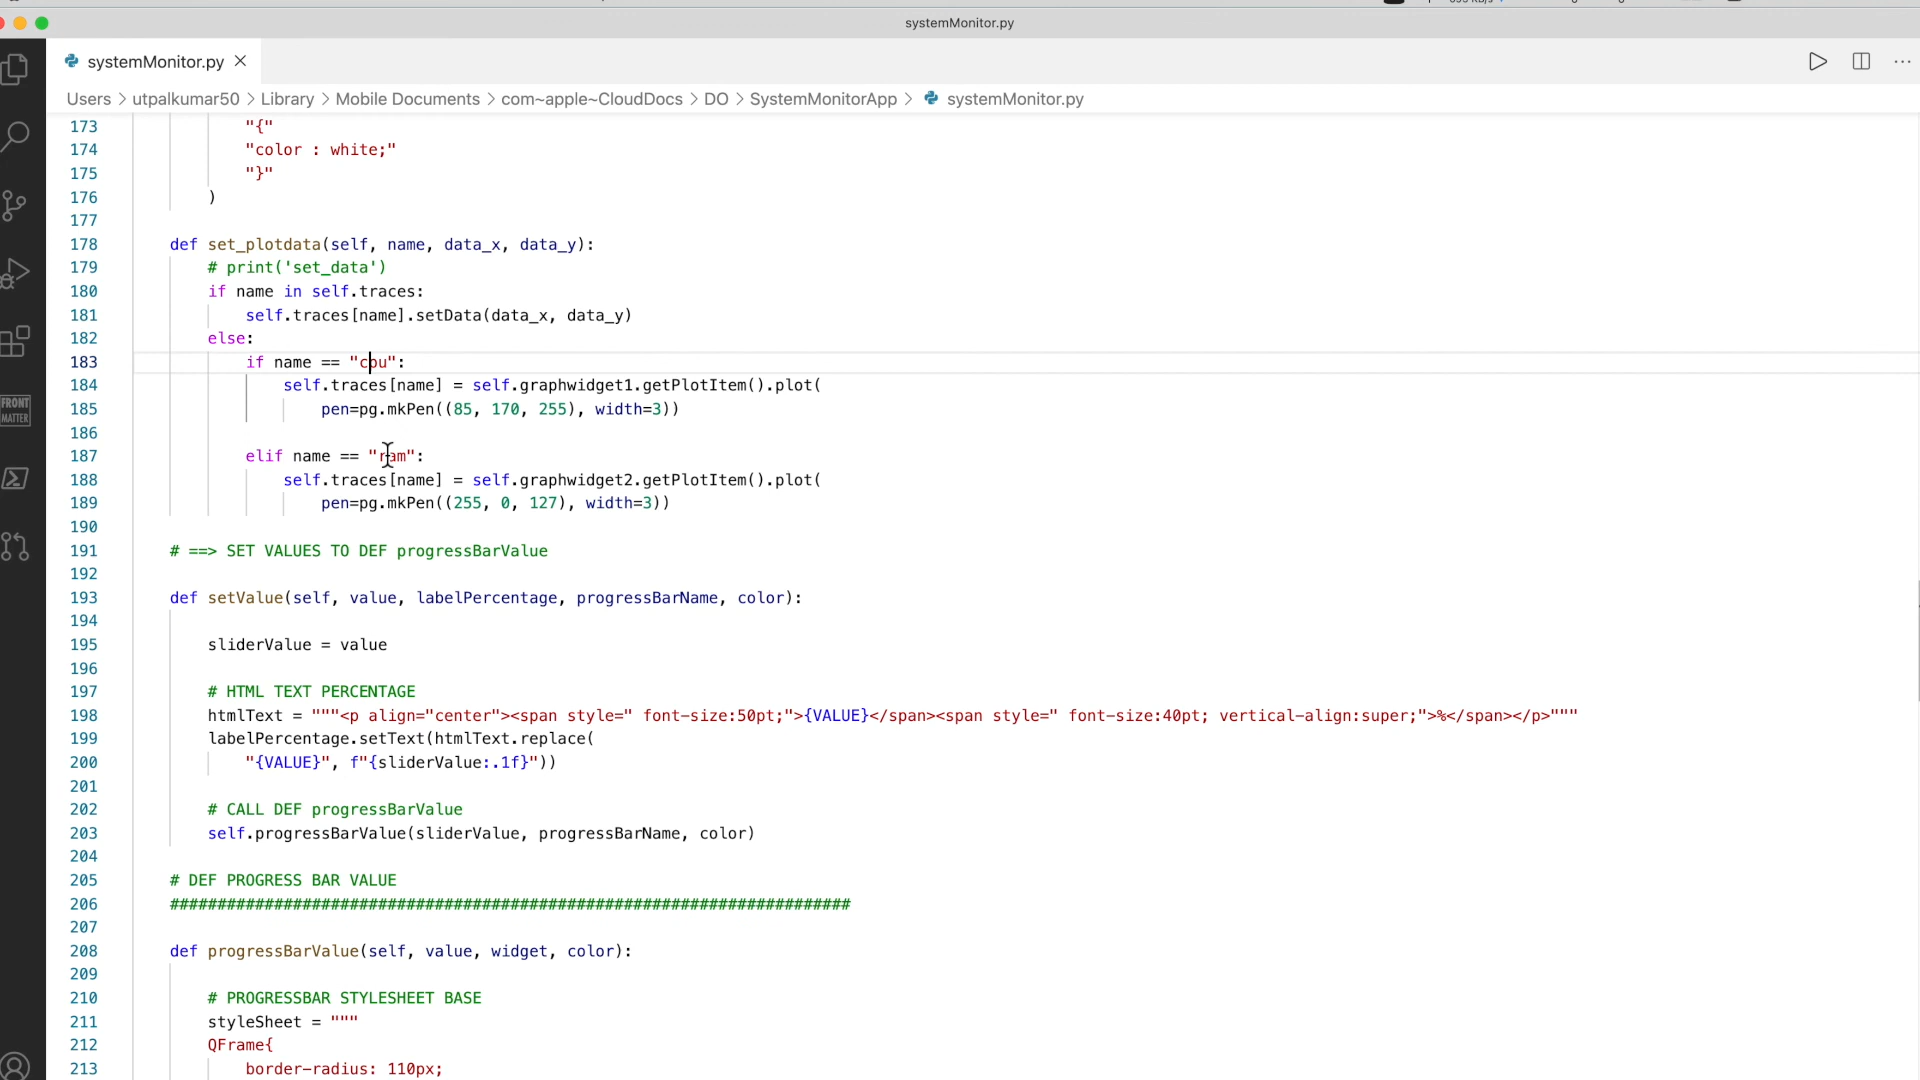 systemMonitor.py
systemMonitor.py
Users > utpalkumar50 > Library > Mobile Documents > com~apple~CloudDocs > DO > SystemMonitorApp > systemMonitor.py
173 "{"
174 "color : white;"
175 "}"
176 )
177
178 def set_plotdata(self, name, data_x, data_y):
179 # print('set_data')
180 if name in self.traces:
181 self.traces[name].setData(data_x, data_y)
182 else:
183 if name == "cpu":
184 self.traces[name] = self.graphwidget1.getPlotItem().plot(
185 pen=pg.mkPen((85, 170, 255), width=3))
186
187 elif name == "ram":
188 self.traces[name] = self.graphwidget2.getPlotItem().plot(
189 pen=pg.mkPen((255, 0, 127), width=3))
190
191 # ==> SET VALUES TO DEF progressBarValue
192
193 def setValue(self, value, labelPercentage, progressBarName, color):
194
195 sliderValue = value
196
197 # HTML TEXT PERCENTAGE
198 htmlText = """<p align="center"><span style=" font-size:50pt;">{VALUE}</span><span style=" font-size:40pt; vertical-align:super;">%</span></p>"""
199 labelPercentage.setText(htmlText.replace(
200 "{VALUE}", f"{sliderValue:.1f}"))
201
202 # CALL DEF progressBarValue
203 self.progressBarValue(sliderValue, progressBarName, color)
204
205 # DEF PROGRESS BAR VALUE
206 ########################################################################
207
208 def progressBarValue(self, value, widget, color):
209
210 # PROGRESSBAR STYLESHEET BASE
211 styleSheet = """
212 QFrame{
213 border-radius: 110px;
FRONT
MATTER